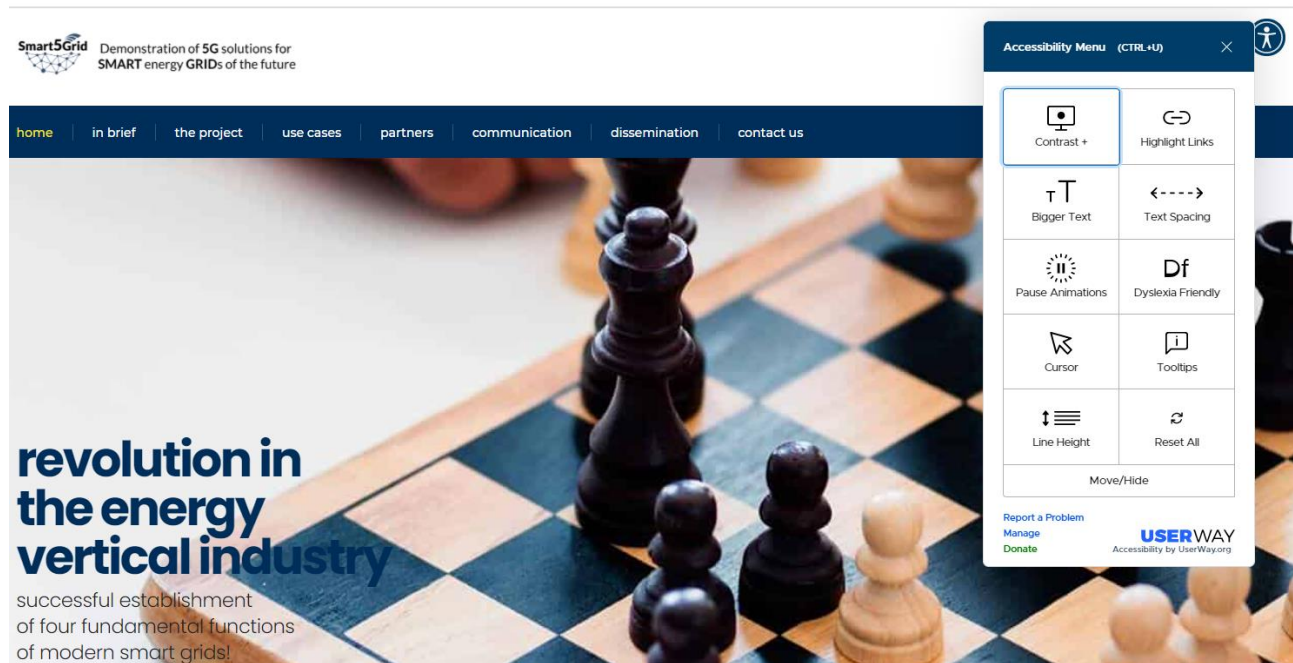 Smart5Grid
Demonstration of 5G solutions for
SMART energy GRIDs of the future
home
in brief
the project
use cases
partners
communication
dissemination
contact us
revolution in
the energy
vertical industry
successful establishment
of four fundamental functions
of modern smart grids!
Accessibility Menu (CTRL+U)
Contrast +
Highlight Links
Bigger Text
Text Spacing
Pause Animations
Df
Dyslexia Friendly
Cursor
Tooltips
Line Height
Reset All
Move/Hide
Report a Problem
Manage
Donate
USERWAY
Accessibility by UserWay.org